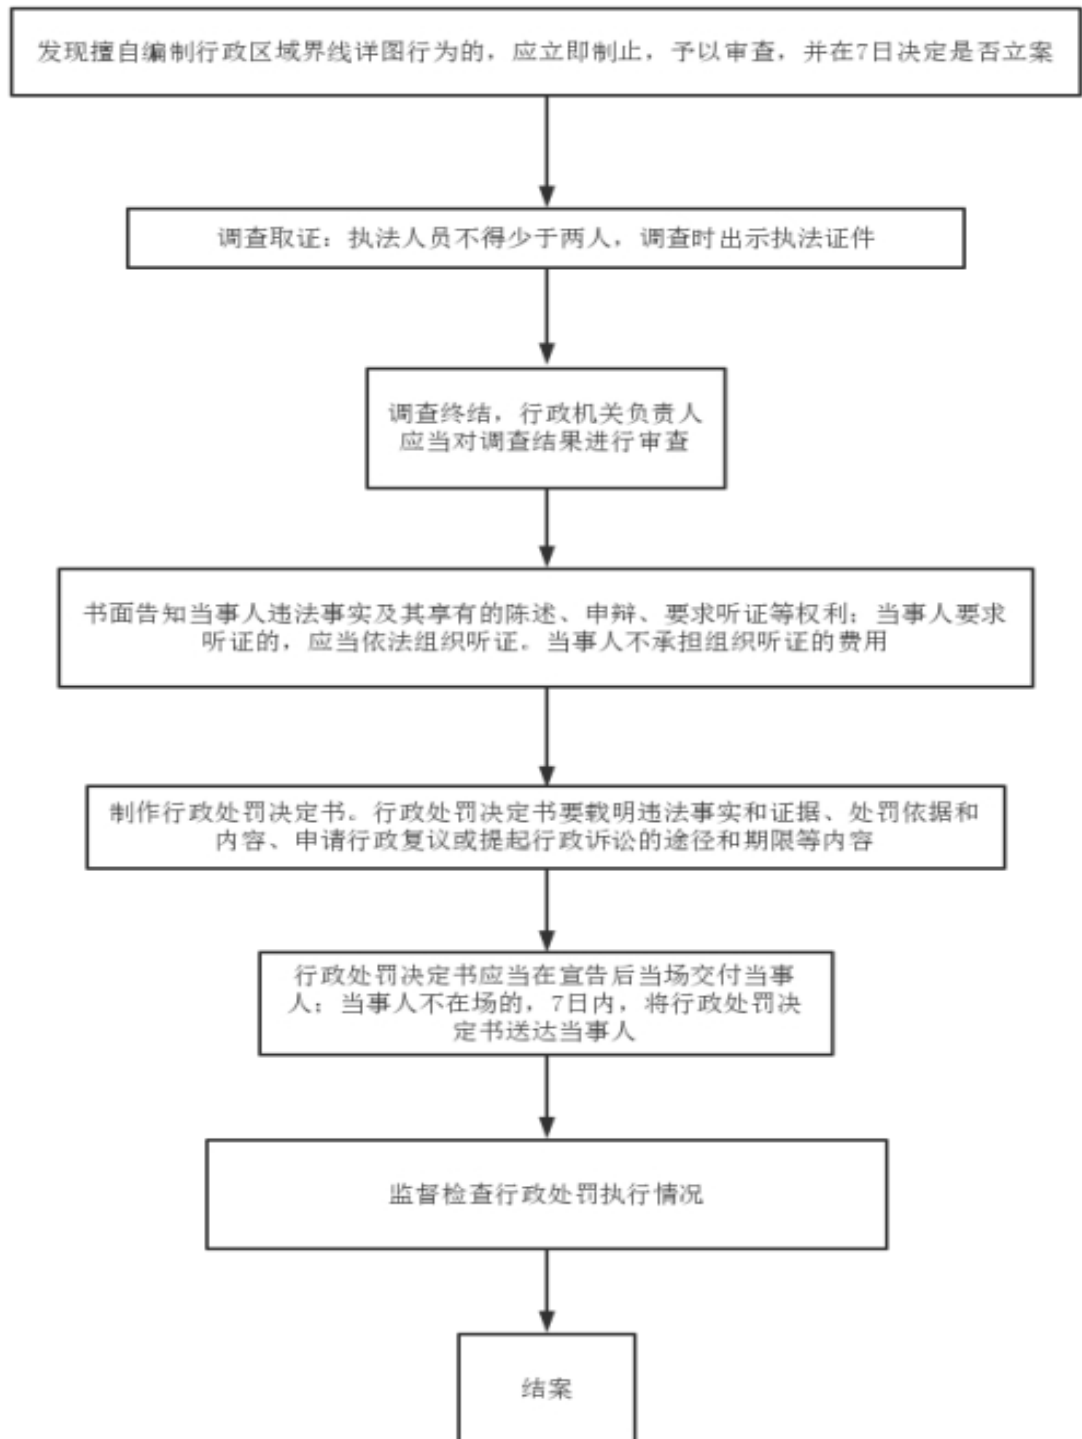 发现擅自编制行政区域界线详图行为的，应立即制止，予以审查，并在7日决定是否立案
调查取证：执法人员不得少于两人，调查时出示执法证件
调查终结，行政机关负责人
应当对调查结果进行审查
书面告知当事人违法事实及其享有的陈述、申辩、要求听证等权利；当事人要求
听证的，应当依法组织听证。当事人不承担组织听证的费用
制作行政处罚决定书。行政处罚决定书要载明违法事实和证据、处罚依据和
内容、申请行政复议或提起行政诉讼的途径和期限等内容
行政处罚决定书应当在宣告后当场交付当事
人；当事人不在场的，7日内，将行政处罚决
定书送达当事人
监督检查行政处罚执行情况
结案